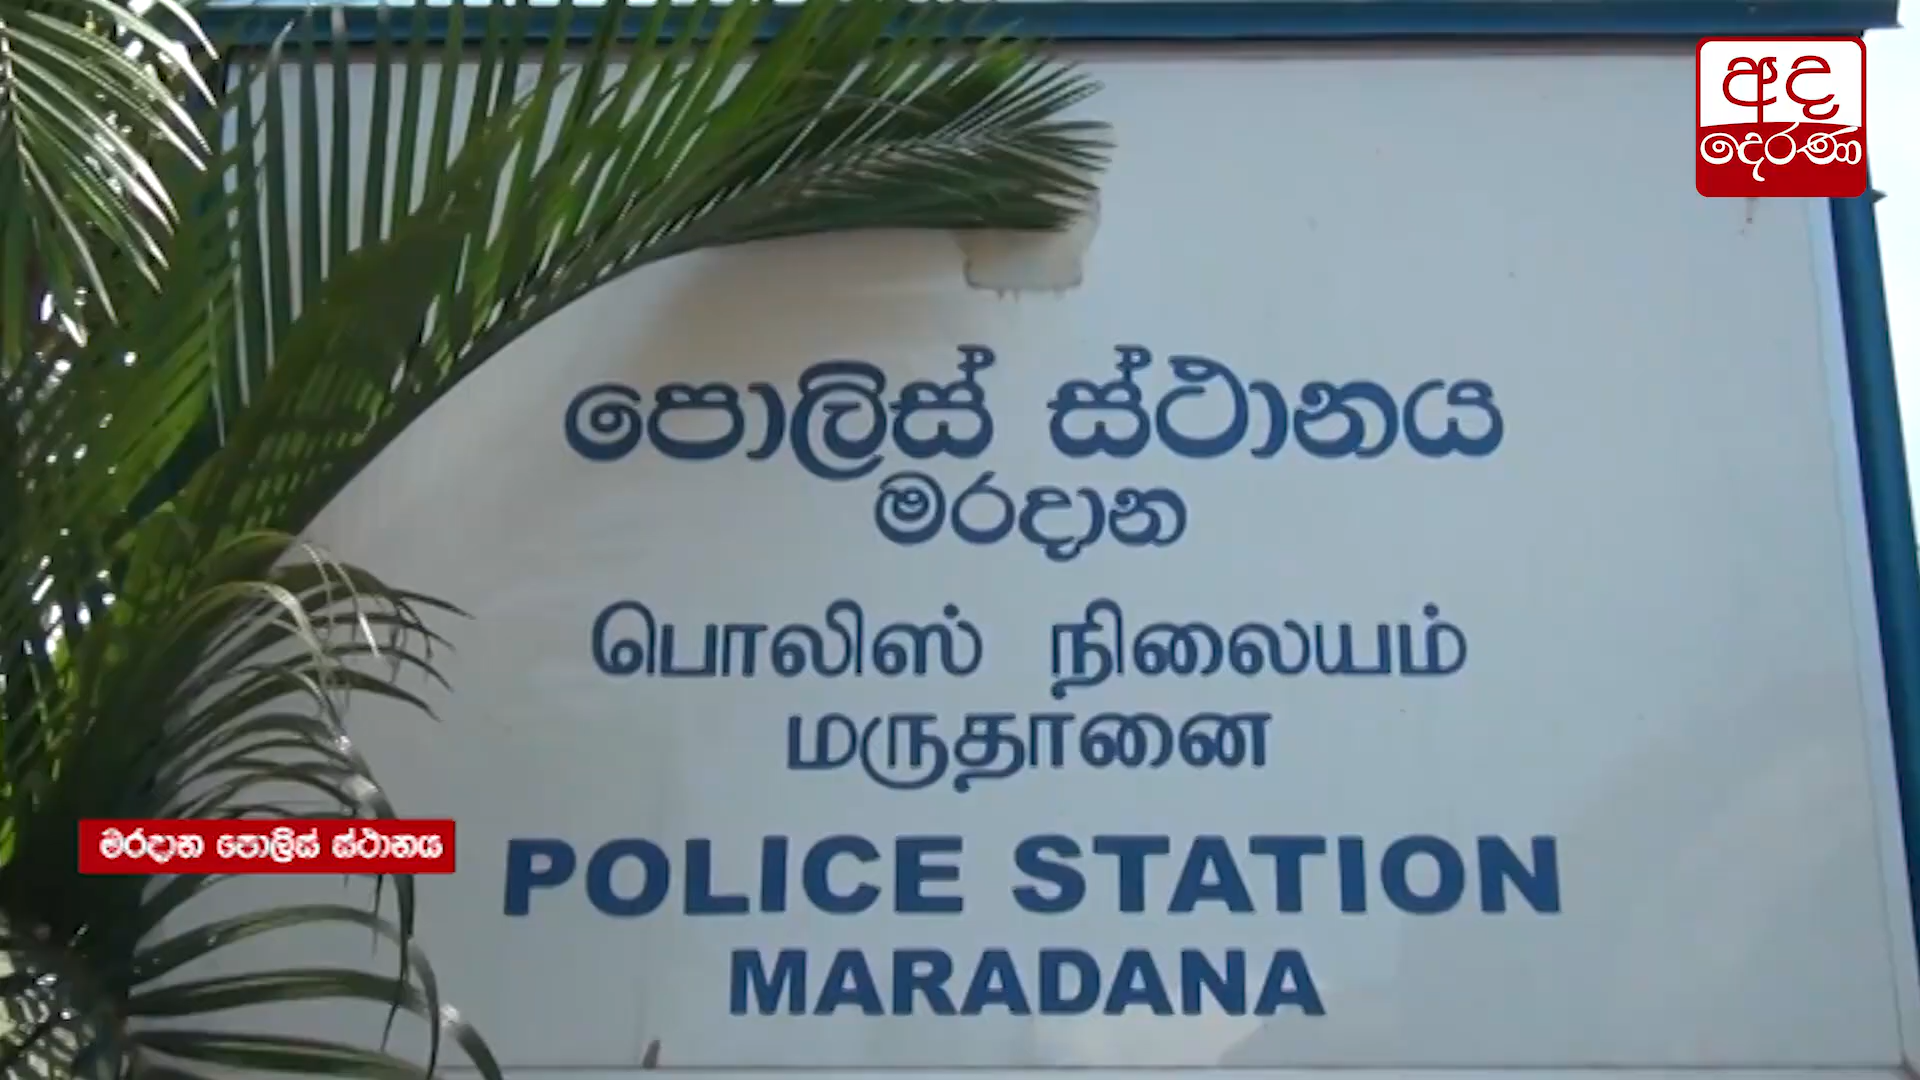 අද
දෙරණ
පොලිස් ස්ථානය
මරදාන
பொலிஸ் நிலையம்
மருதானை
POLICE STATION
MARADANA
මරදාන පොලිස් ස්ථානය